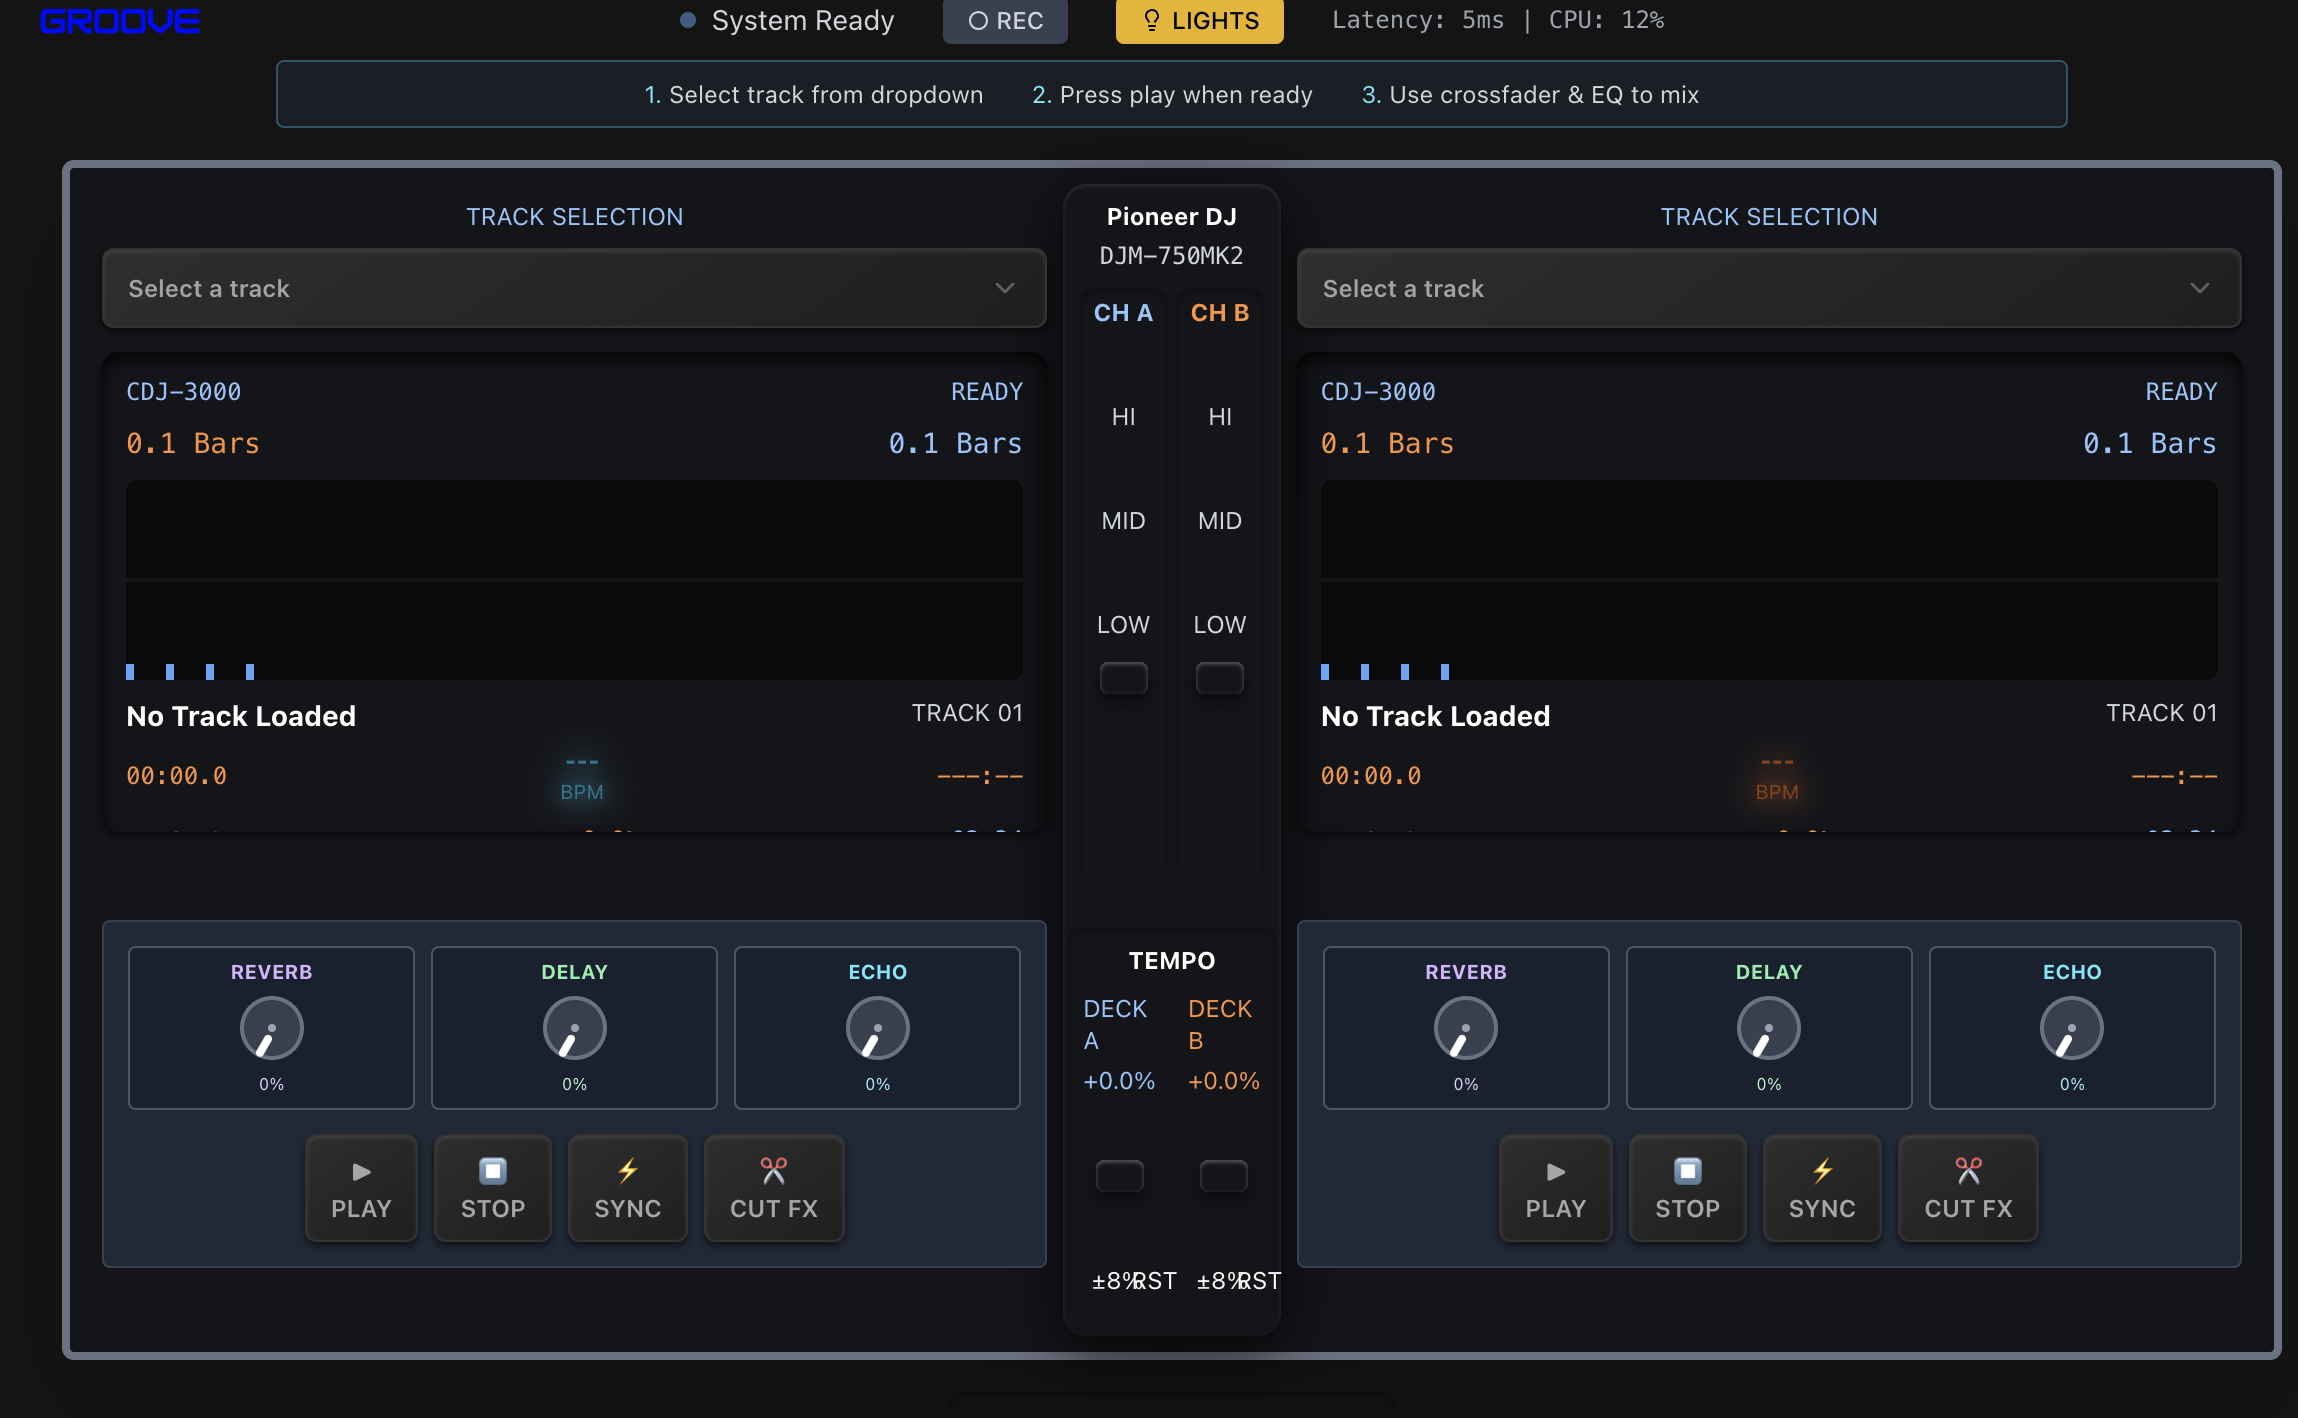 GROOVE
System Ready
REC
LIGHTS
Latency: 5ms | CPU: 12%
1. Select track from dropdown 2. Press play when ready 3. Use crossfader & EQ to mix
TRACK SELECTION
Select a track
CDJ-3000 READY
0.1 Bars 0.1 Bars
No Track Loaded TRACK 01
00:00.0 --- ---:--
BPM
REVERB DELAY ECHO
0% 0% 0%
PLAY STOP SYNC CUT FX
Pioneer DJ
DJM-750MK2
CH A CH B
HI HI
MID MID
LOW LOW
TEMPO
DECK A DECK B
+0.0% +0.0%
±8% RST ±8% RST
TRACK SELECTION
Select a track
CDJ-3000 READY
0.1 Bars 0.1 Bars
No Track Loaded TRACK 01
00:00.0 --- ---:--
BPM
REVERB DELAY ECHO
0% 0% 0%
PLAY STOP SYNC CUT FX